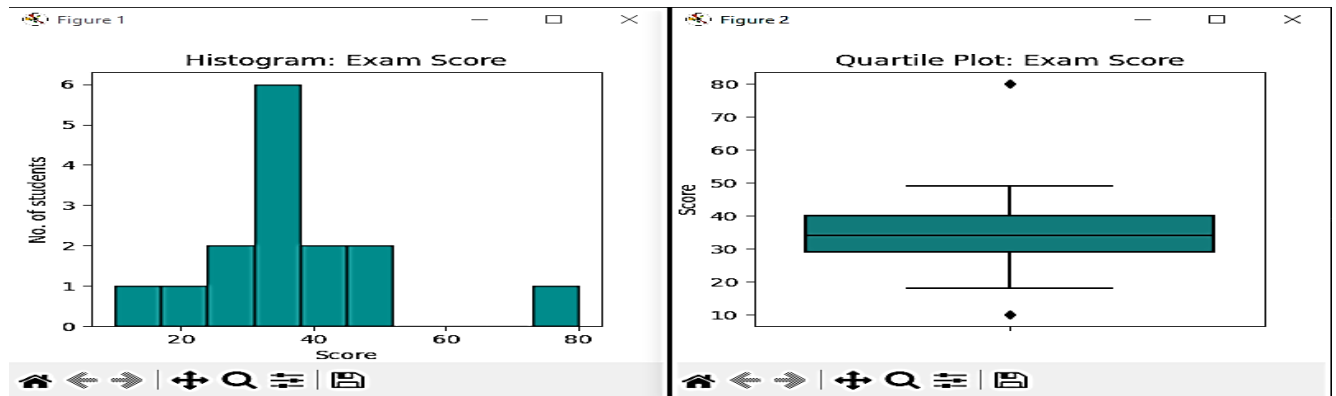 Figure 1
Histogram: Exam Score
6
5
4
3
2
1
0
No. of students
20 40 60 80
Score
Figure 2
Quartile Plot: Exam Score
80
70
60
50
40
30
20
10
Score